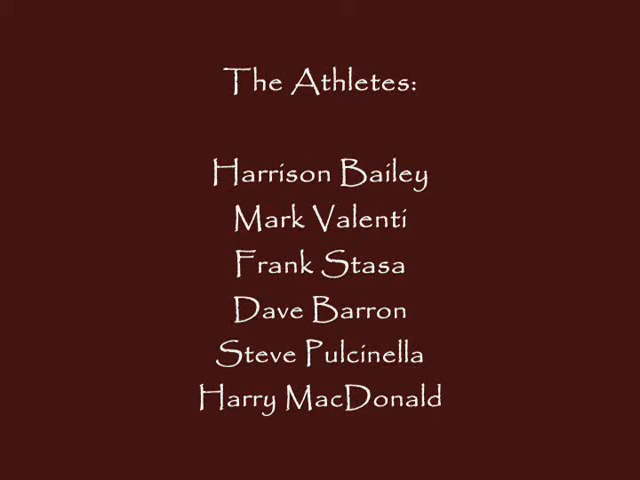 The Athletes:
Harrison Bailey
Mark Valenti
Frank Stasa
Dave Barron
Steve Pulcinella
Harry MacDonald